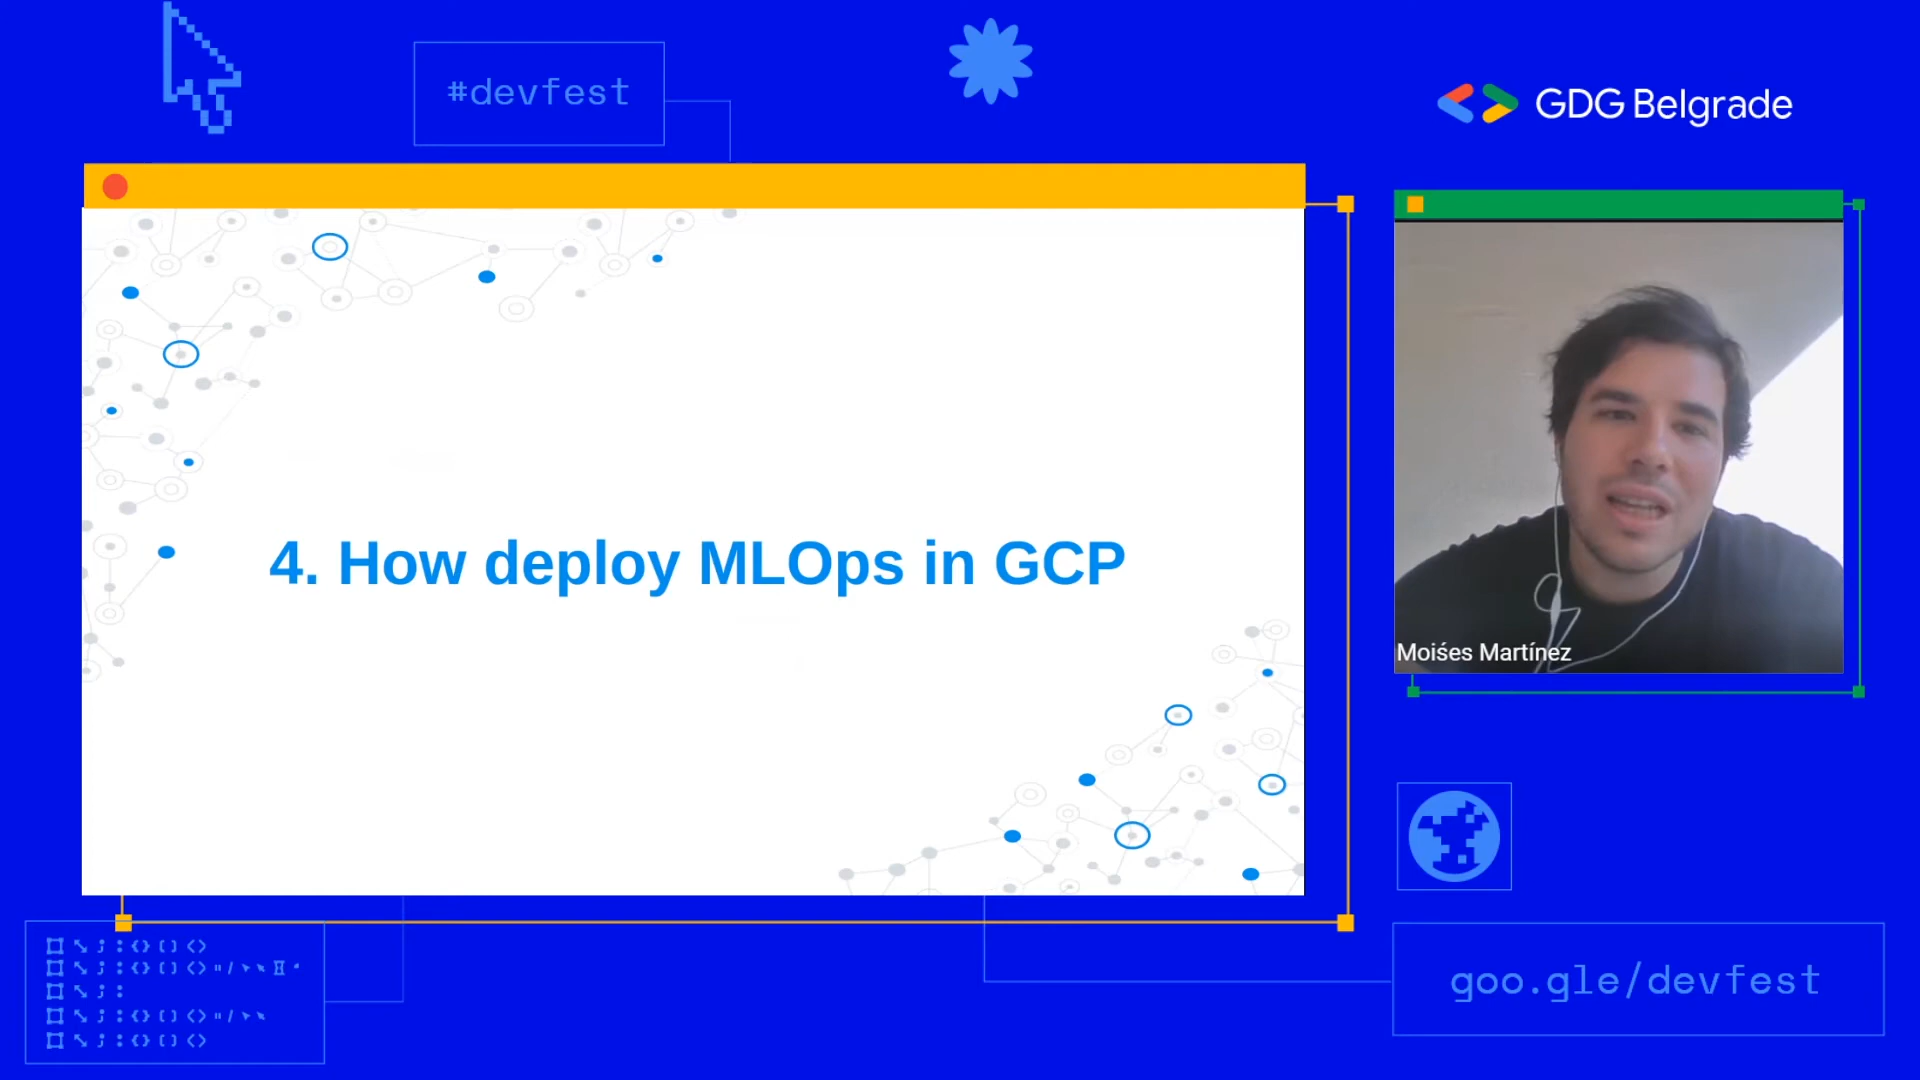 #devfest
GDG Belgrade
4. How deploy MLOps in GCP
Moiśes Martínez
goo.gle/devfest